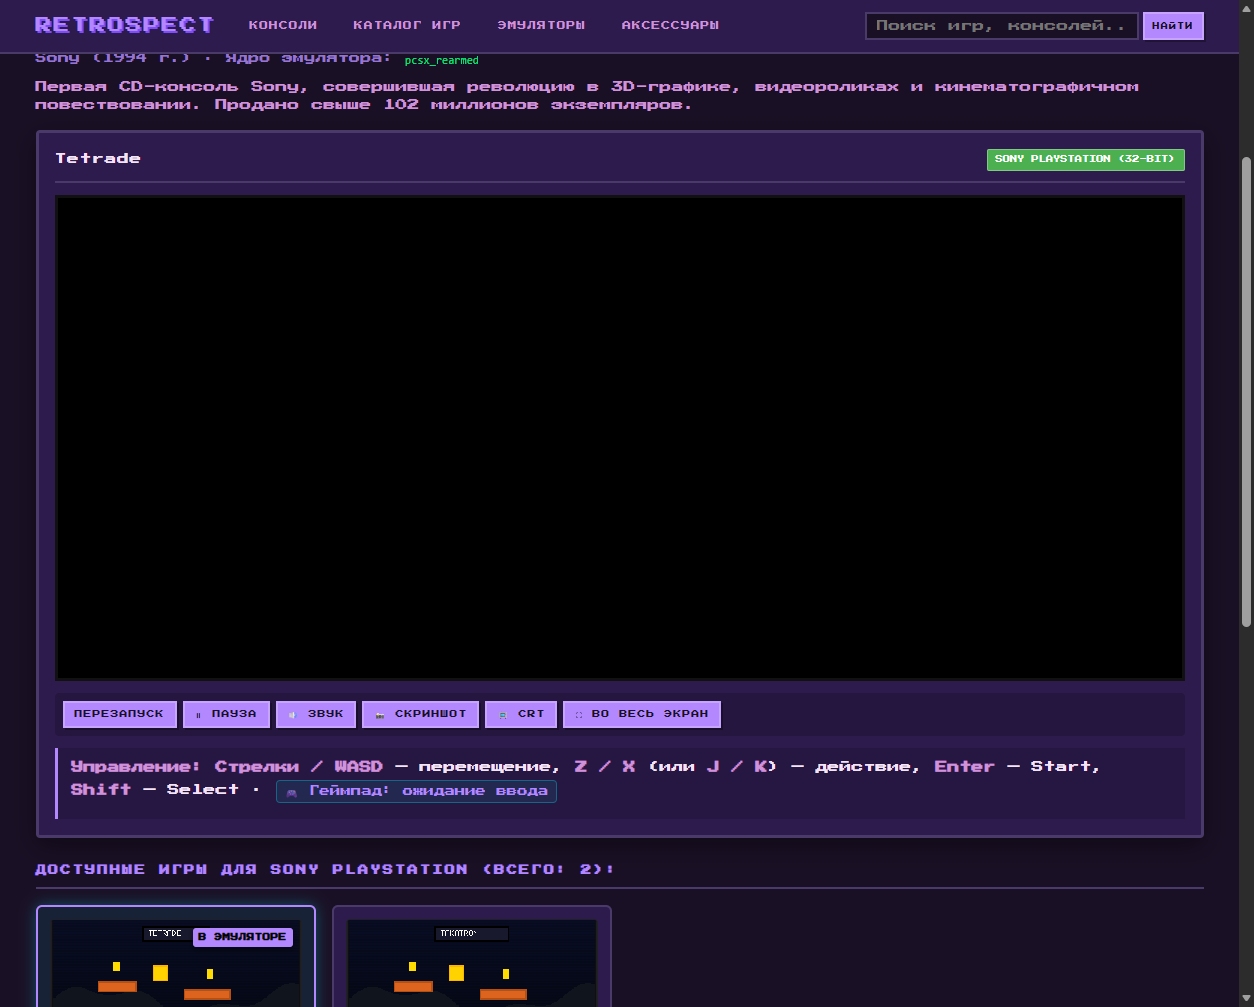 RETROSPECT
КОНСОЛИ
КАТАЛОГ ИГР
ЭМУЛЯТОРЫ
АКСЕССУАРЫ
Поиск игр, консолей..
НАЙТИ
Sony (1994 г.) · Ядро эмулятора: pcsx_rearmed
Первая CD-консоль Sony, совершившая революцию в 3D-графике, видеороликах и кинематографичном
повествовании. Продано свыше 102 миллионов экземпляров.
Tetrade
SONY PLAYSTATION (32-BIT)
ПЕРЕЗАПУСК
ПАУЗА
ЗВУК
СКРИНШОТ
CRT
ВО ВЕСЬ ЭКРАН
Управление: Стрелки / WASD — перемещение, Z / X (или J / K) — действие, Enter — Start,
Shift — Select ·
Геймпад: ожидание ввода
ДОСТУПНЫЕ ИГРЫ ДЛЯ SONY PLAYSTATION (ВСЕГО: 2):
TETRADE
В ЭМУЛЯТОРЕ